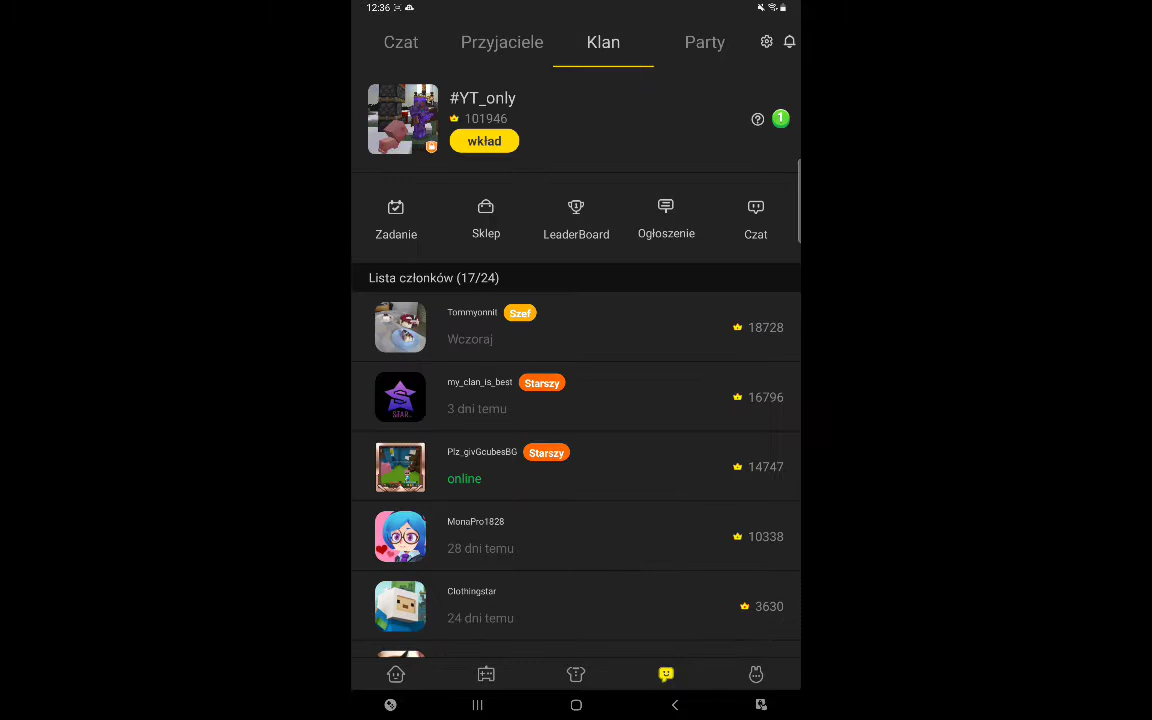 12:36
Czat Przyjaciele Klan Party
#YT_only
101946
wkład
1
Zadanie Sklep LeaderBoard Ogłoszenie Czat
Lista członków (17/24)
Tommyonnit Szef
Wczoraj
18728
my_clan_is_best Starszy
3 dni temu
16796
STAR
Plz_givGcubesBG Starszy
online
14747
MonaPro1828
28 dni temu
10338
Clothingstar
24 dni temu
3630